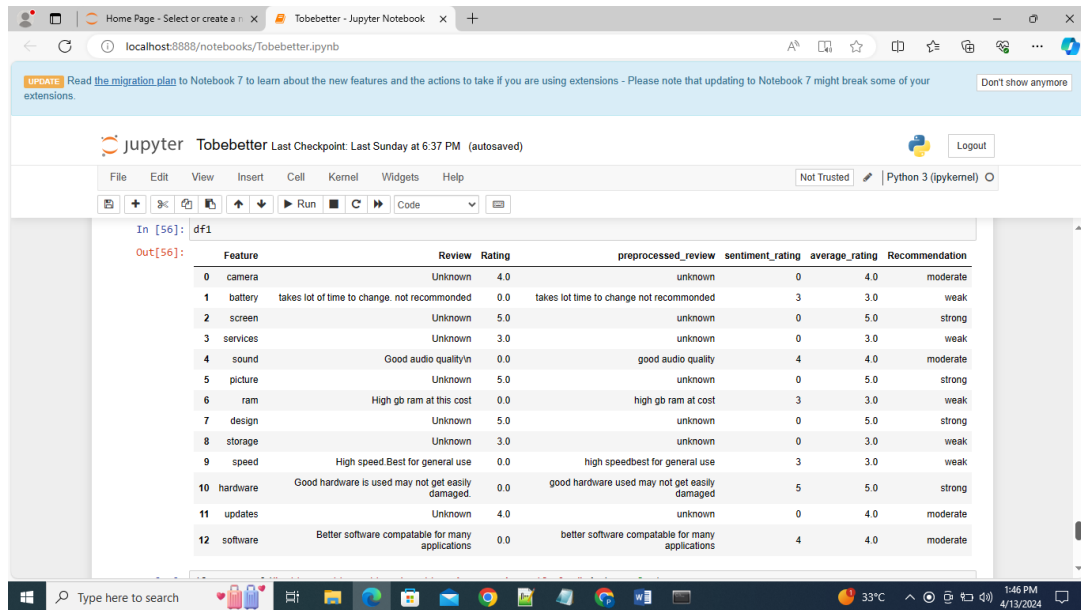 Home Page - Select or create a n
Tobebetter - Jupyter Notebook
localhost:8888/notebooks/Tobebetter.ipynb
UPDATE Read the migration plan to Notebook 7 to learn about the new features and the actions to take if you are using extensions - Please note that updating to Notebook 7 might break some of your
extensions.
Don't show anymore
jupyter Tobebetter Last Checkpoint: Last Sunday at 6:37 PM (autosaved)
Logout
File Edit View Insert Cell Kernel Widgets Help
Not Trusted Python 3 (ipykernel)
Run Code
In [56]: df1
Out[56]:
Feature Review Rating preprocessed_review sentiment_rating average_rating Recommendation
0 camera Unknown 4.0 unknown 0 4.0 moderate
1 battery takes lot of time to change. not recommonded 0.0 takes lot time to change not recommonded 3 3.0 weak
2 screen Unknown 5.0 unknown 0 5.0 strong
3 services Unknown 3.0 unknown 0 3.0 weak
4 sound Good audio quality\n 0.0 good audio quality 4 4.0 moderate
5 picture Unknown 5.0 unknown 0 5.0 strong
6 ram High gb ram at this cost 0.0 high gb ram at cost 3 3.0 weak
7 design Unknown 5.0 unknown 0 5.0 strong
8 storage Unknown 3.0 unknown 0 3.0 weak
9 speed High speed.Best for general use 0.0 high speedbest for general use 3 3.0 weak
10 hardware Good hardware is used may not get easily damaged. 0.0 good hardware used may not get easily damaged 5 5.0 strong
11 updates Unknown 4.0 unknown 0 4.0 moderate
12 software Better software compatable for many applications 0.0 better software compatable for many applications 4 4.0 moderate
Type here to search
33°C
1:46 PM
4/13/2024